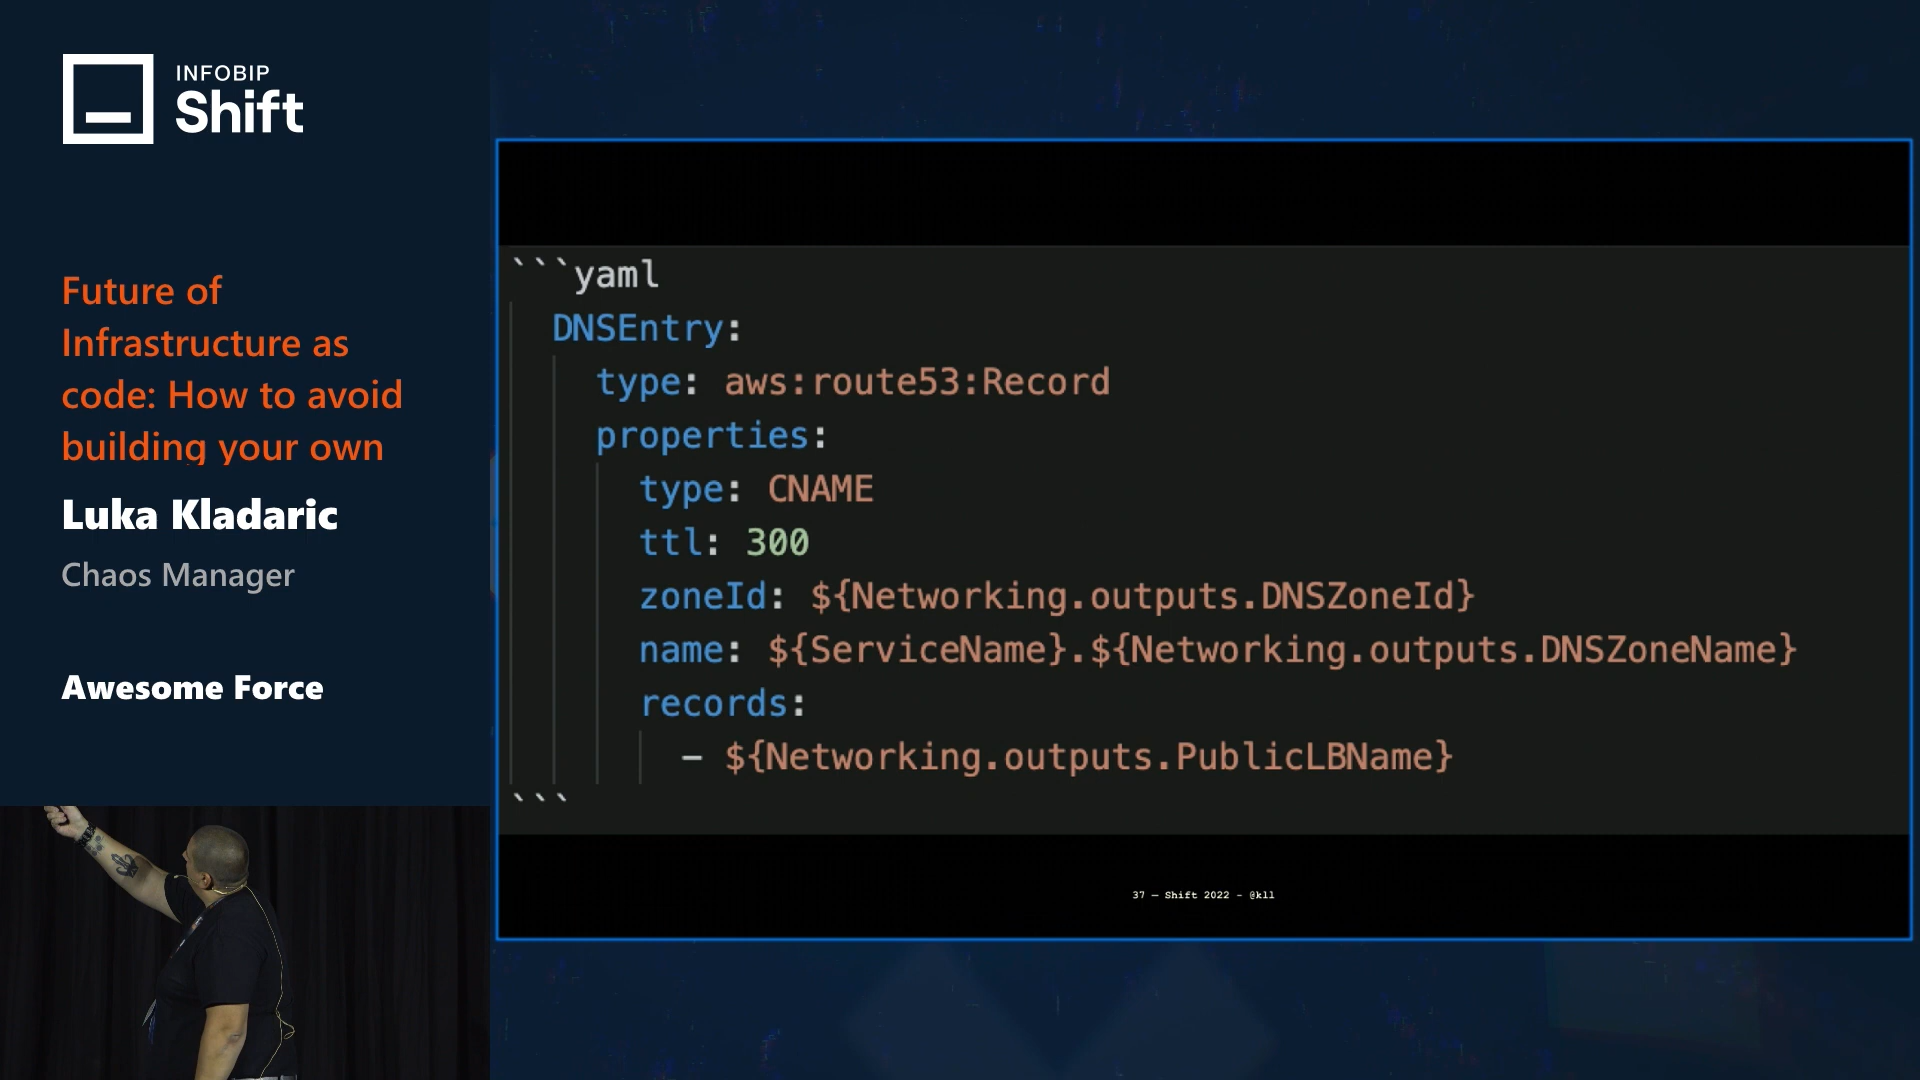 INFOBIP
Shift
Future of
Infrastructure as
code: How to avoid
building your own
Luka Kladaric
Chaos Manager
Awesome Force
```yaml
DNSEntry:
type: aws:route53:Record
properties:
type: CNAME
ttl: 300
zoneId: ${Networking.outputs.DNSZoneId}
name: ${ServiceName}.${Networking.outputs.DNSZoneName}
records:
- ${Networking.outputs.PublicLBName}
```
37 — Shift 2022 - @kll